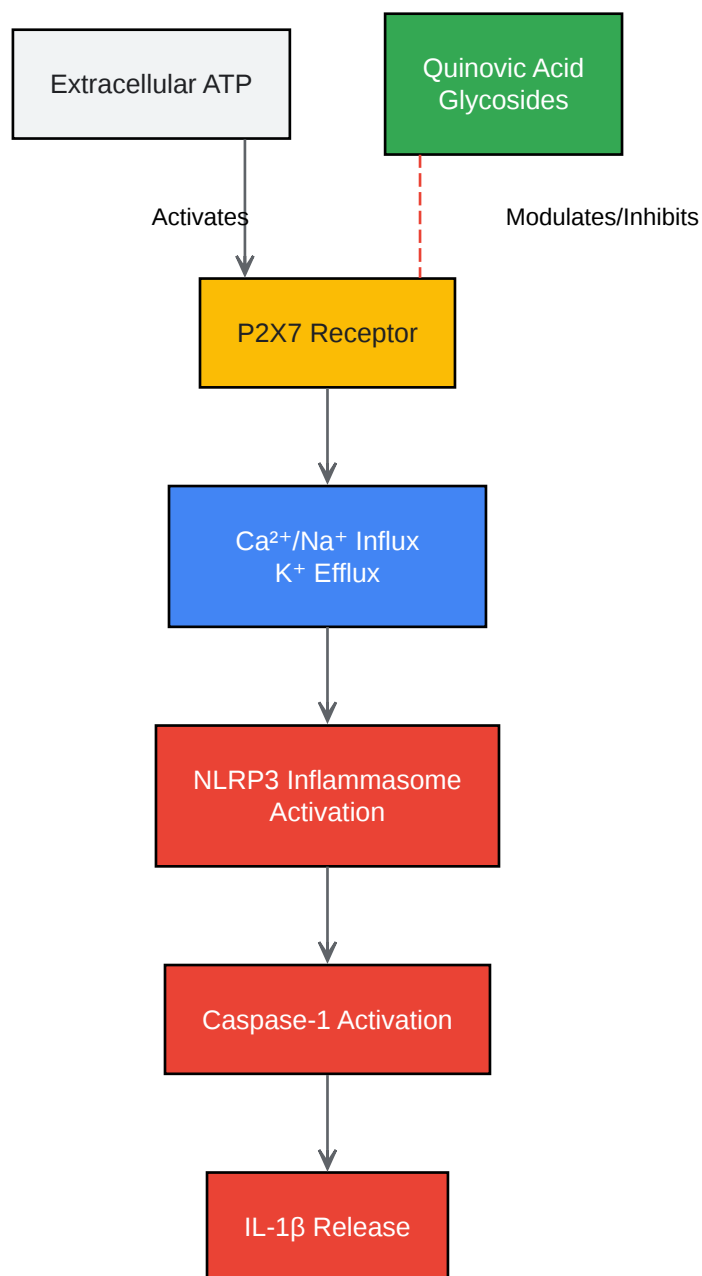 Extracellular ATP
Quinovic Acid
Glycosides
Activates
Modulates/Inhibits
P2X7 Receptor
Ca²⁺/Na⁺ Influx
K⁺ Efflux
NLRP3 Inflammasome
Activation
Caspase-1 Activation
IL-1β Release